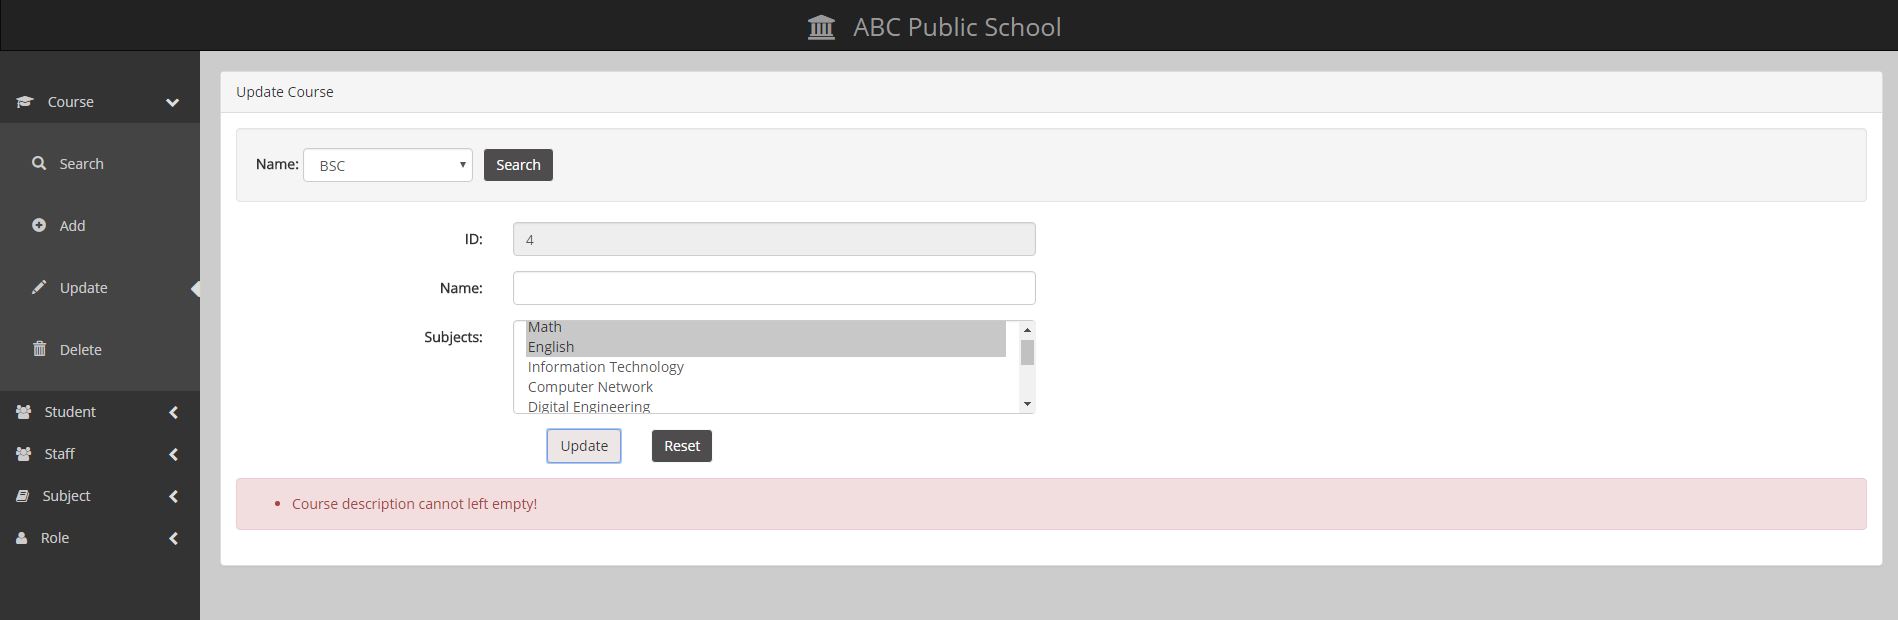 ABC Public School
Course
Search
Add
Update
Delete
Student
Staff
Subject
Role
Update Course
Name: BSC Search
ID: 4
Name:
Subjects: Math
English
Information Technology
Computer Network
Digital Engineering
Update Reset
Course description cannot left empty!